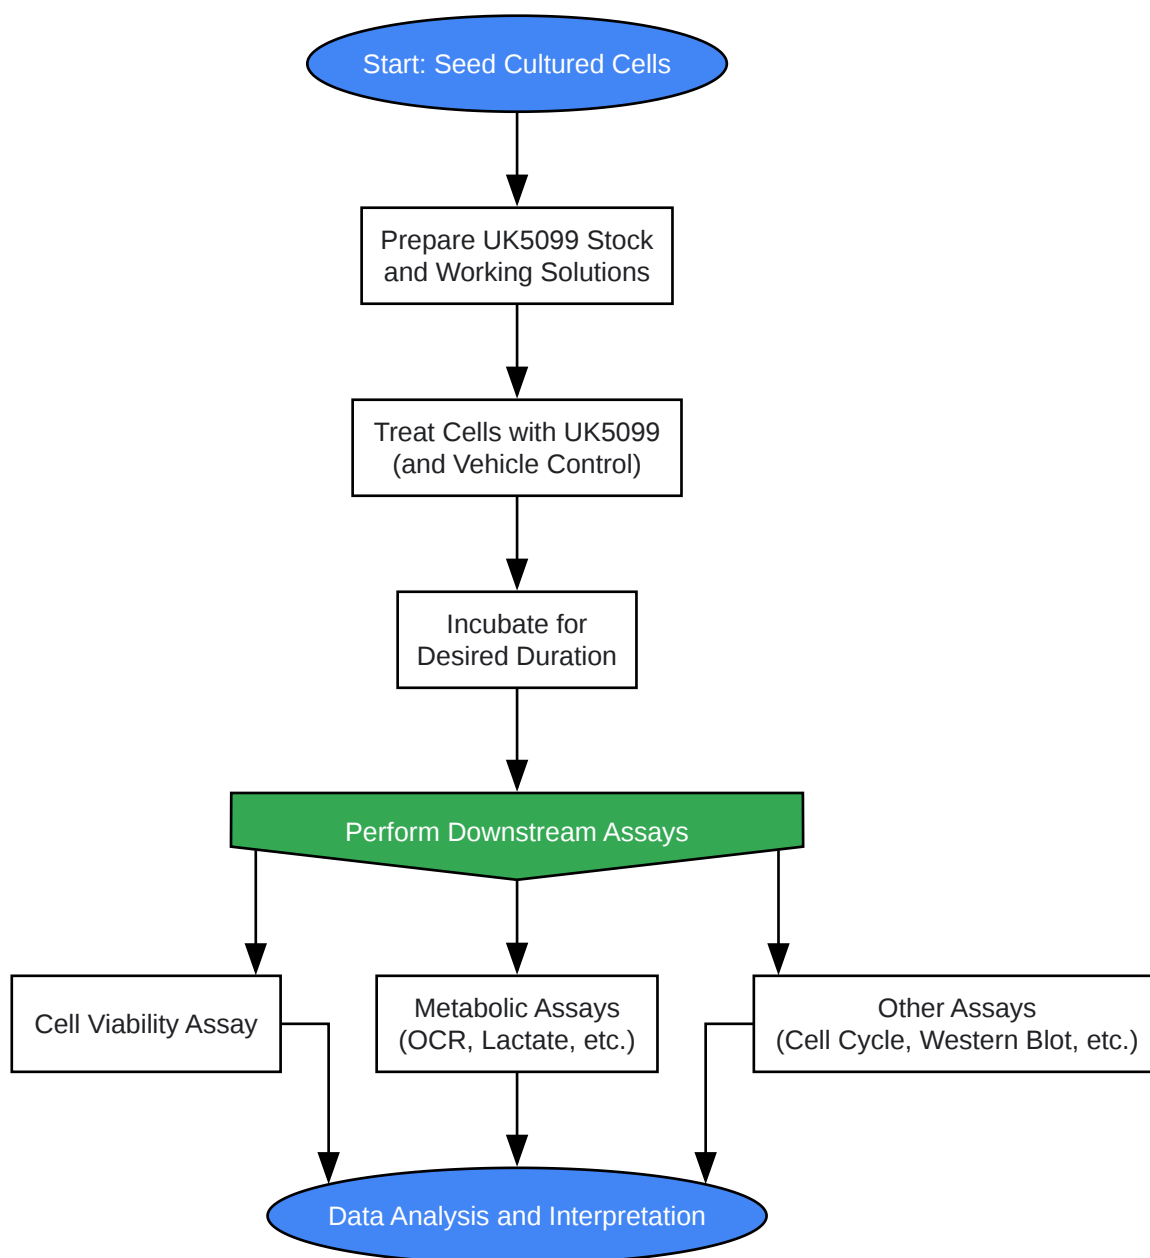 Start: Seed Cultured Cells
Prepare UK5099 Stock
and Working Solutions
Treat Cells with UK5099
(and Vehicle Control)
Incubate for
Desired Duration
Perform Downstream Assays
Cell Viability Assay
Metabolic Assays
(OCR, Lactate, etc.)
Other Assays
(Cell Cycle, Western Blot, etc.)
Data Analysis and Interpretation